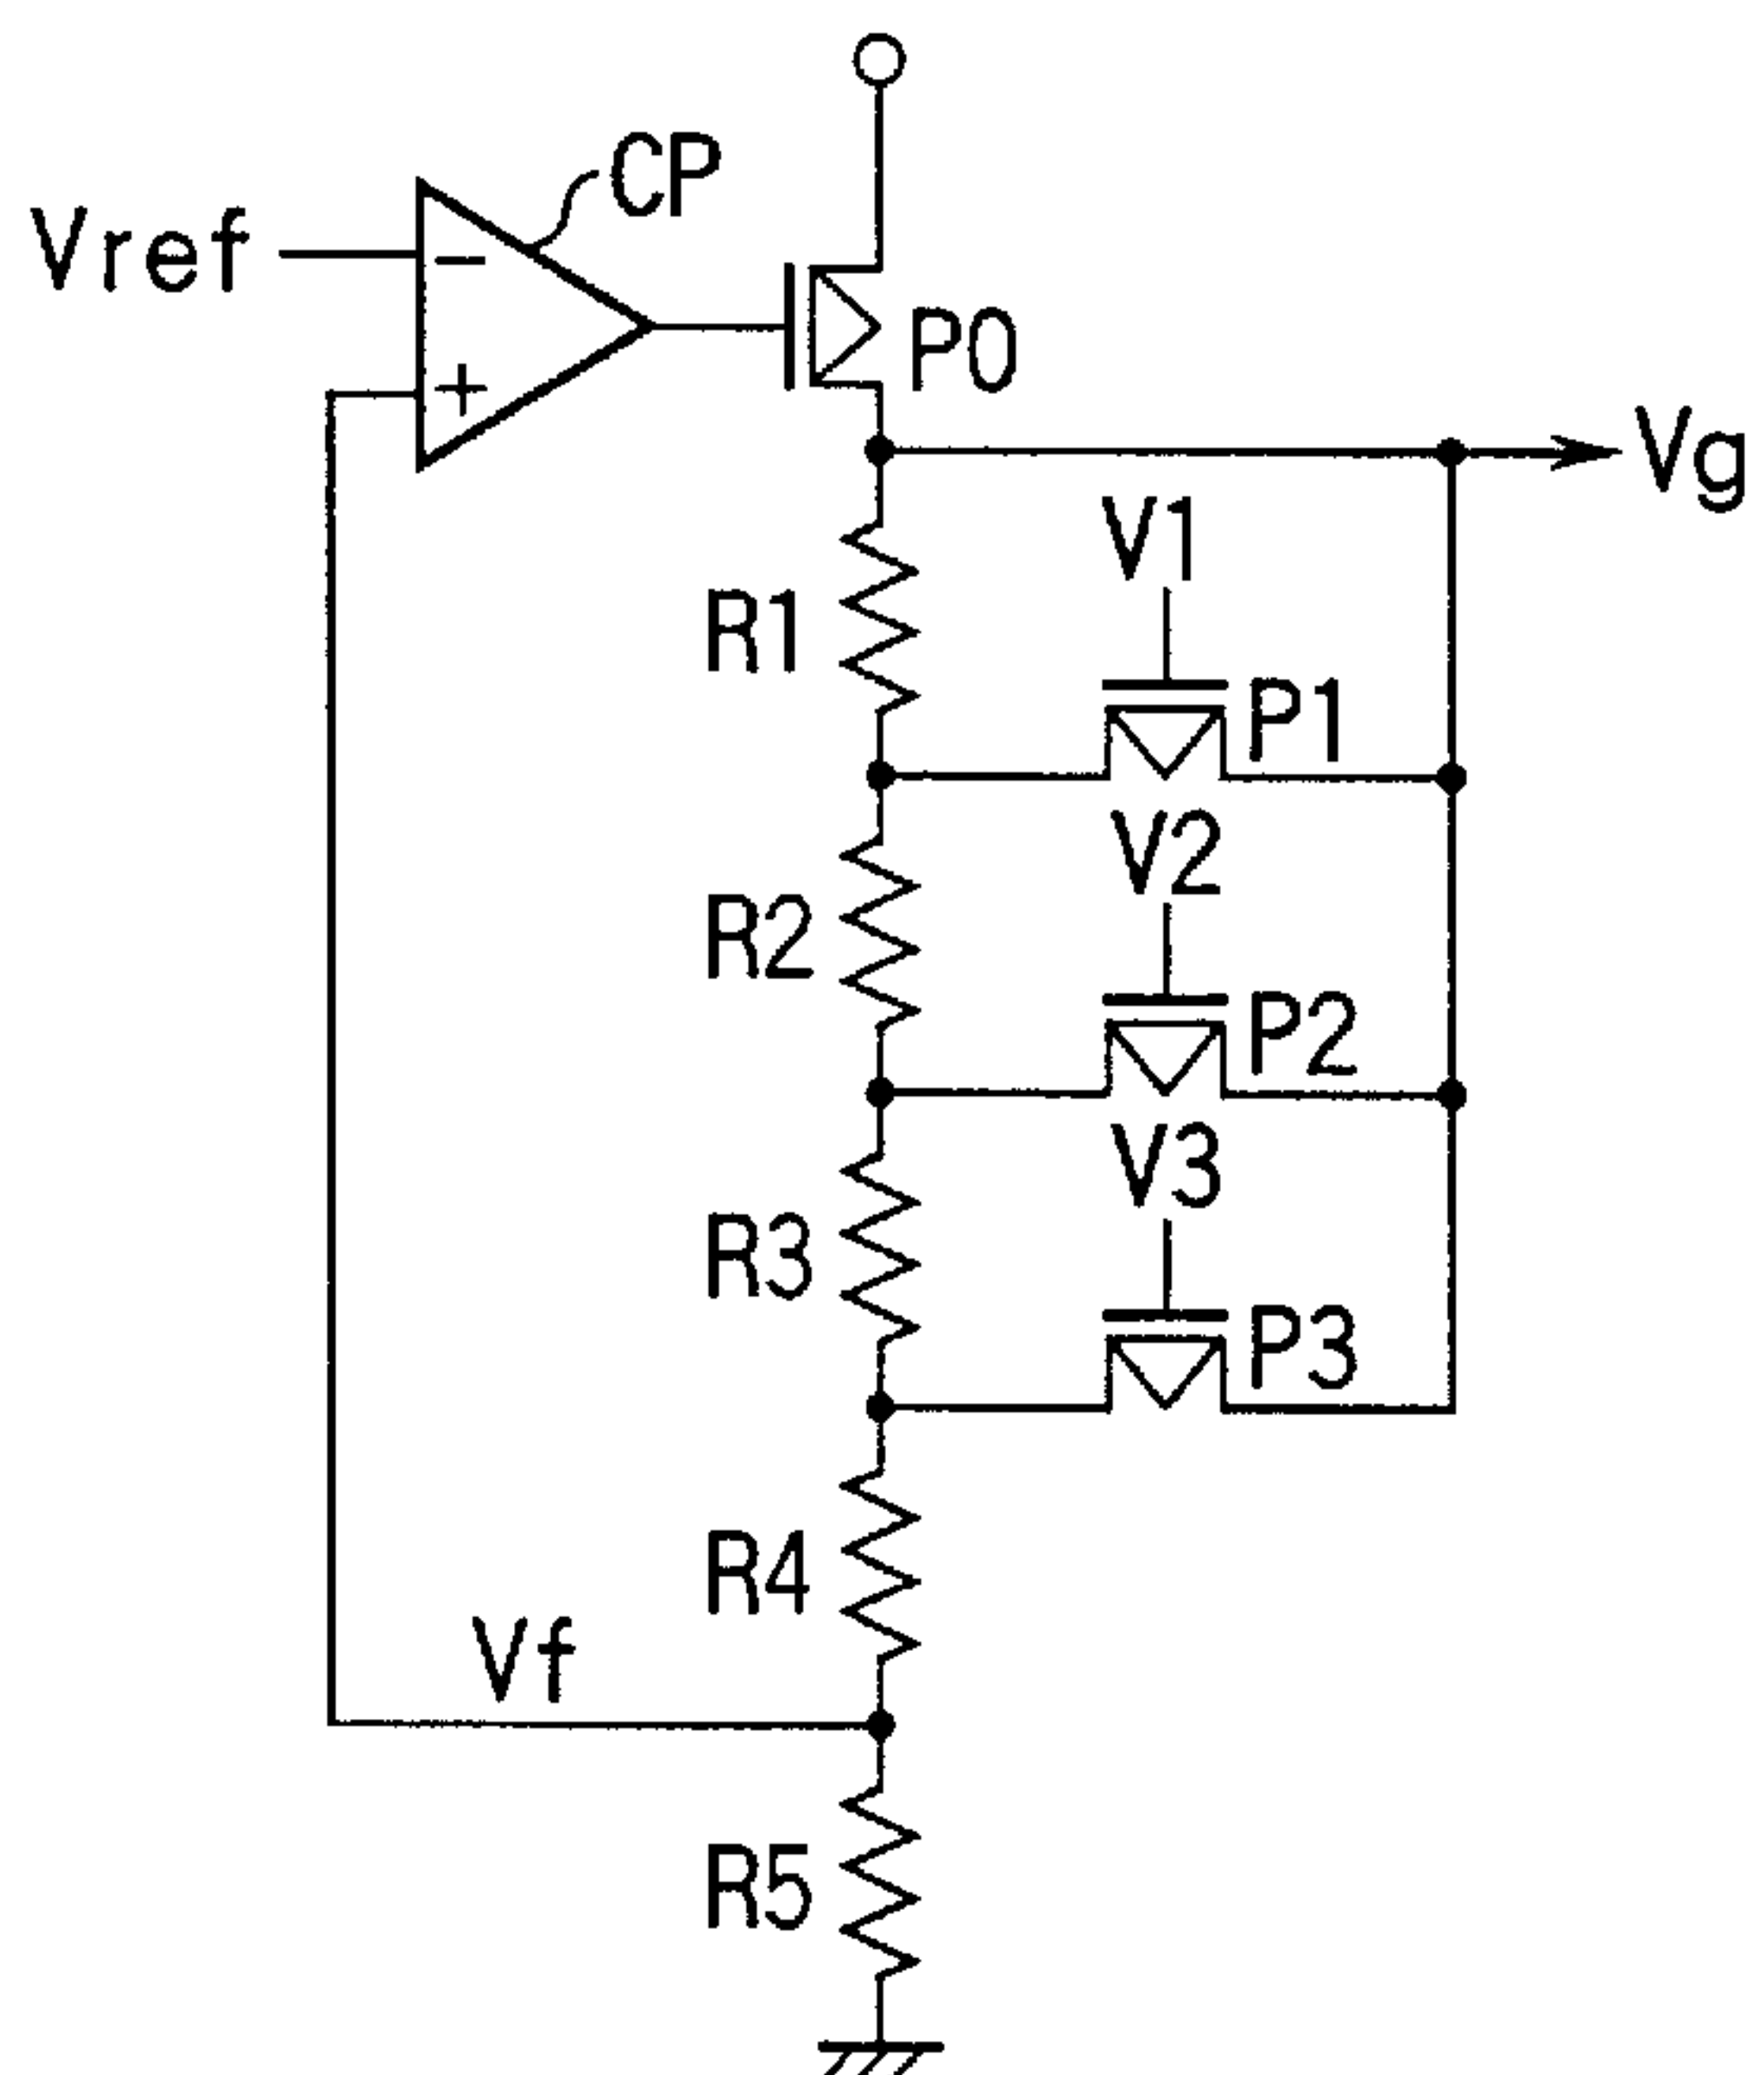 CP
Vref
−
+
P0
Vg
V1
R1
P1
V2
R2
P2
V3
R3
P3
R4
Vf
R5